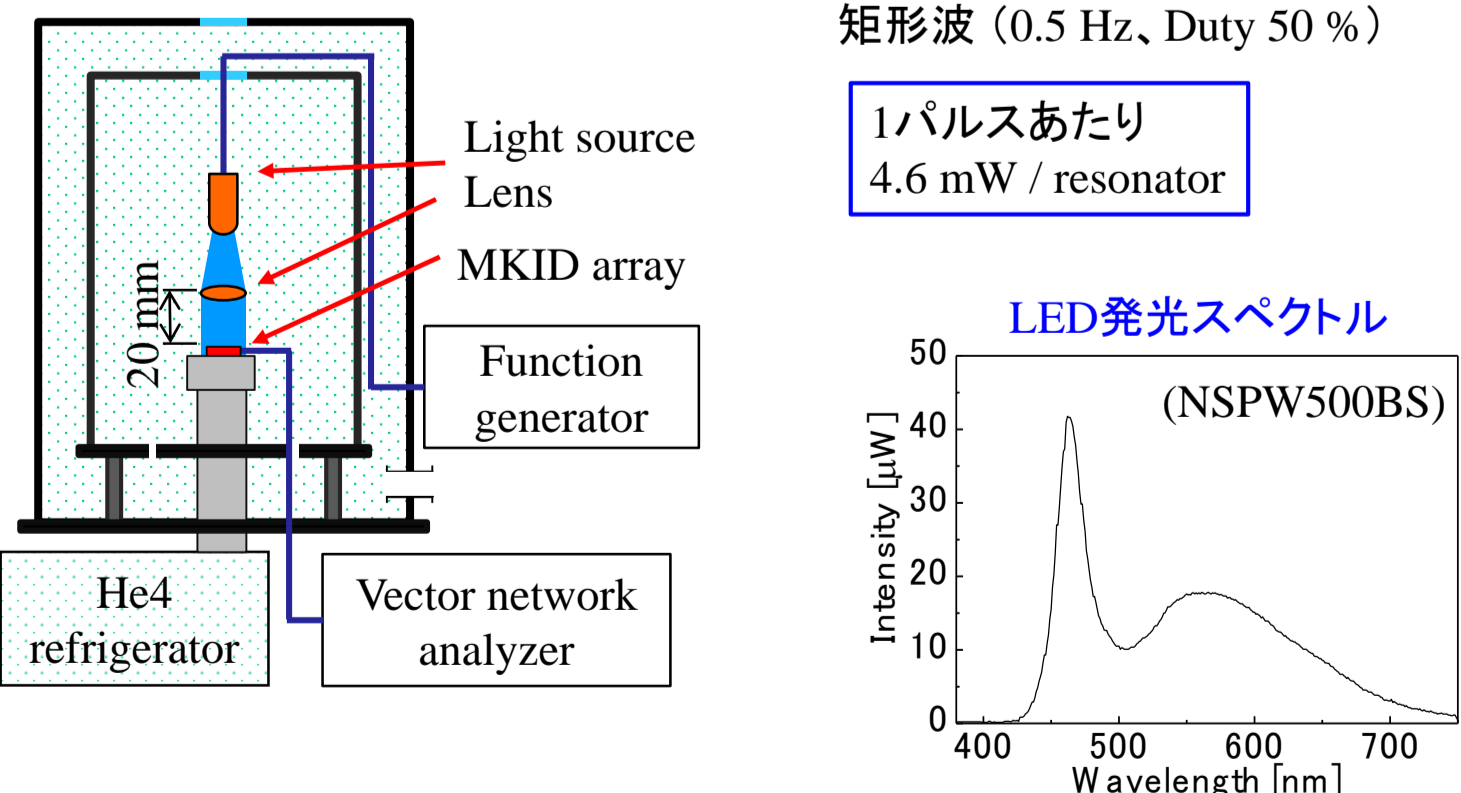 Light source
Lens
MKID array
20 mm
Function
generator
He4
refrigerator
Vector network
analyzer
矩形波（0.5 Hz、Duty 50 %）
1パルスあたり
4.6 mW / resonator
LED発光スペクトル
(NSPW500BS)
Intensity [μW]
50
40
30
20
10
0
400 500 600 700
Wavelength [nm]